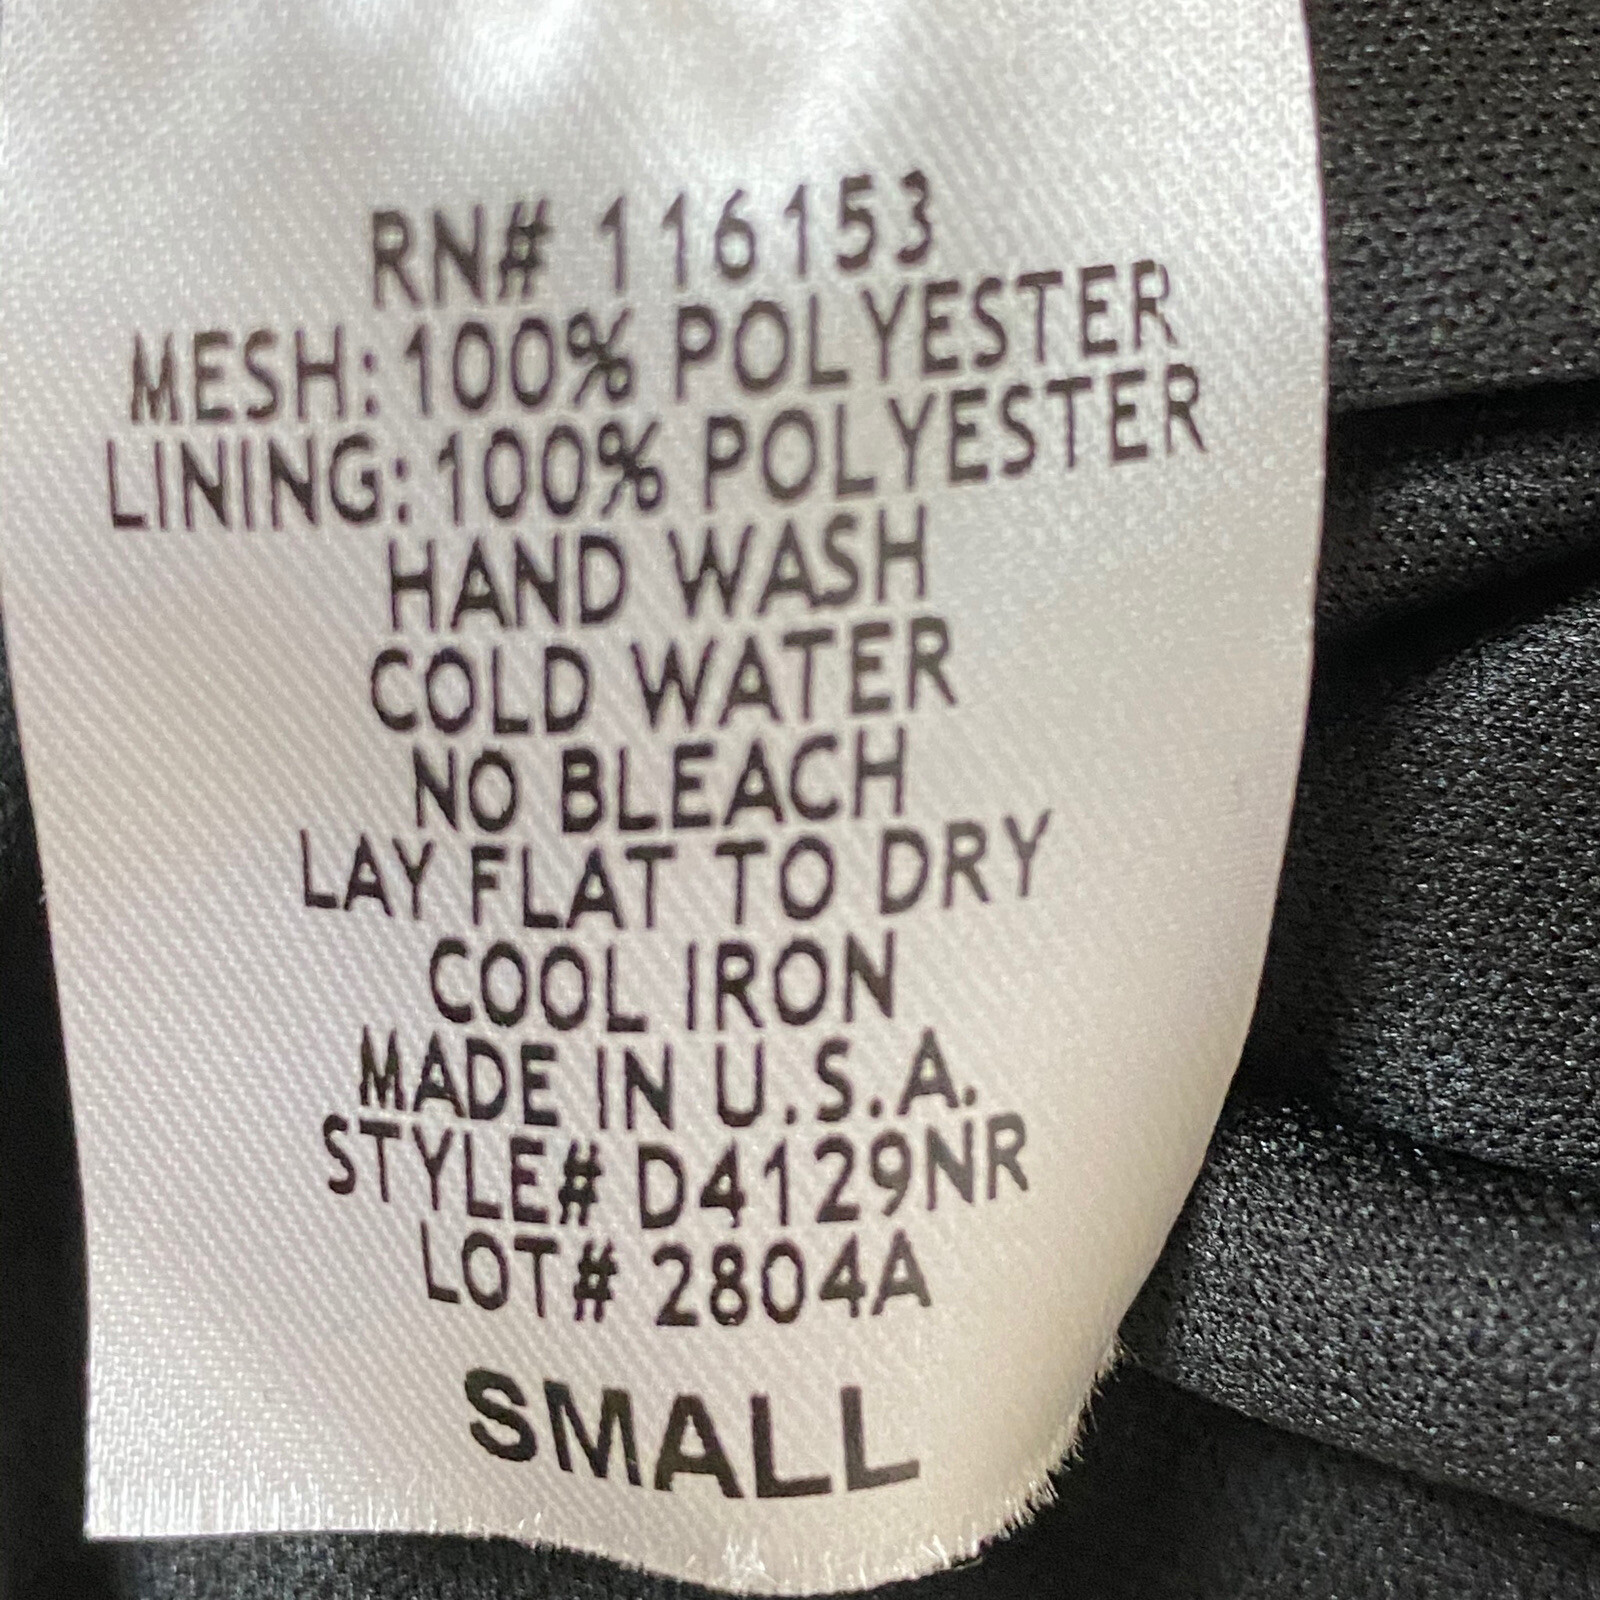 RN# 116153
MESH: 100% POLYESTER
LINING: 100% POLYESTER
HAND WASH
COLD WATER
NO BLEACH
LAY FLAT TO DRY
COOL IRON
MADE IN U.S.A.
STYLE# D4129NR
LOT# 2804A
SMALL